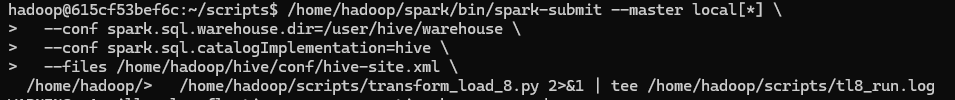 hadoop@615cf53bef6c:~/scripts$ /home/hadoop/spark/bin/spark-submit --master local[*] \
>   --conf spark.sql.warehouse.dir=/user/hive/warehouse \
>   --conf spark.sql.catalogImplementation=hive \
>   --files /home/hadoop/hive/conf/hive-site.xml \
  /home/hadoop/>   /home/hadoop/scripts/transform_load_8.py 2>&1 | tee /home/hadoop/scripts/tl8_run.log